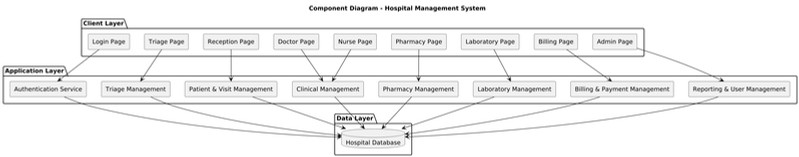 Component Diagram - Hospital Management System
Client Layer
Login Page
Triage Page
Reception Page
Doctor Page
Nurse Page
Pharmacy Page
Laboratory Page
Billing Page
Admin Page
Application Layer
Authentication Service
Triage Management
Patient & Visit Management
Clinical Management
Pharmacy Management
Laboratory Management
Billing & Payment Management
Reporting & User Management
Data Layer
Hospital Database